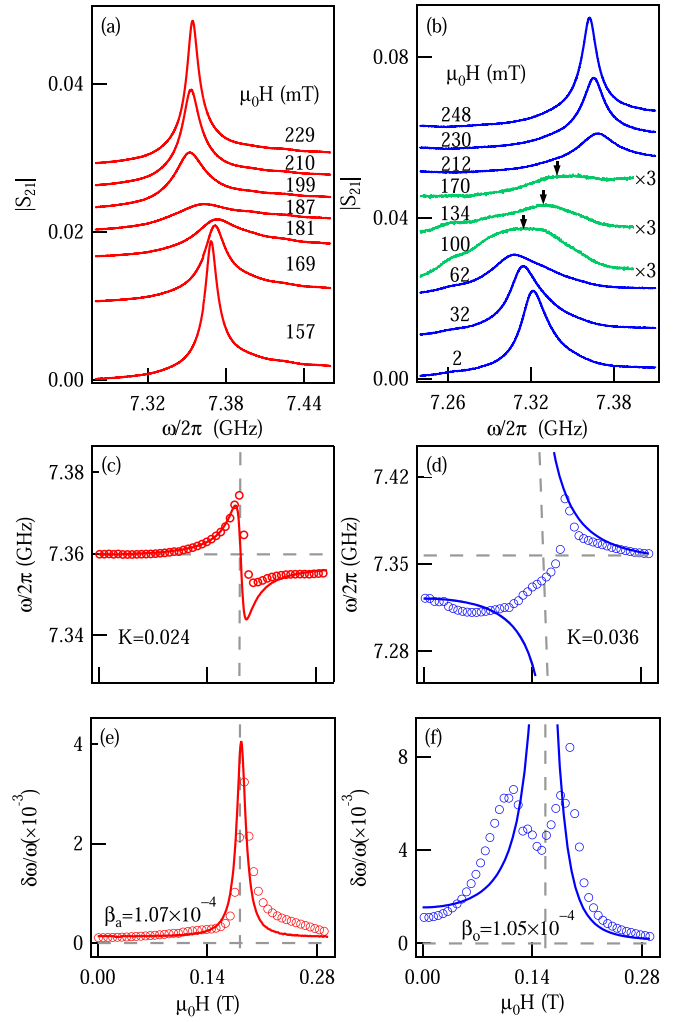 (a)
0.04
μ₀H (mT)
229
210
199
187
181
169
157
0.02
0.00
|S₂₁|
7.32 7.38 7.44
ω/2π (GHz)
(b)
0.08
μ₀H (mT)
248
230
212
170 ×3
134 ×3
100 ×3
62
32
2
0.04
0.00
|S₂₁|
7.26 7.32 7.38
ω/2π (GHz)
(c)
7.38
7.36
7.34
ω/2π (GHz)
K=0.024
(d)
7.42
7.35
7.28
ω/2π (GHz)
K=0.036
(e)
4
2
0
δω/ω(×10⁻³)
βₐ=1.07×10⁻⁴
0.00 0.14 0.28
μ₀H (T)
(f)
8
4
0
δω/ω(×10⁻³)
βₒ=1.05×10⁻⁴
0.00 0.14 0.28
μ₀H (T)